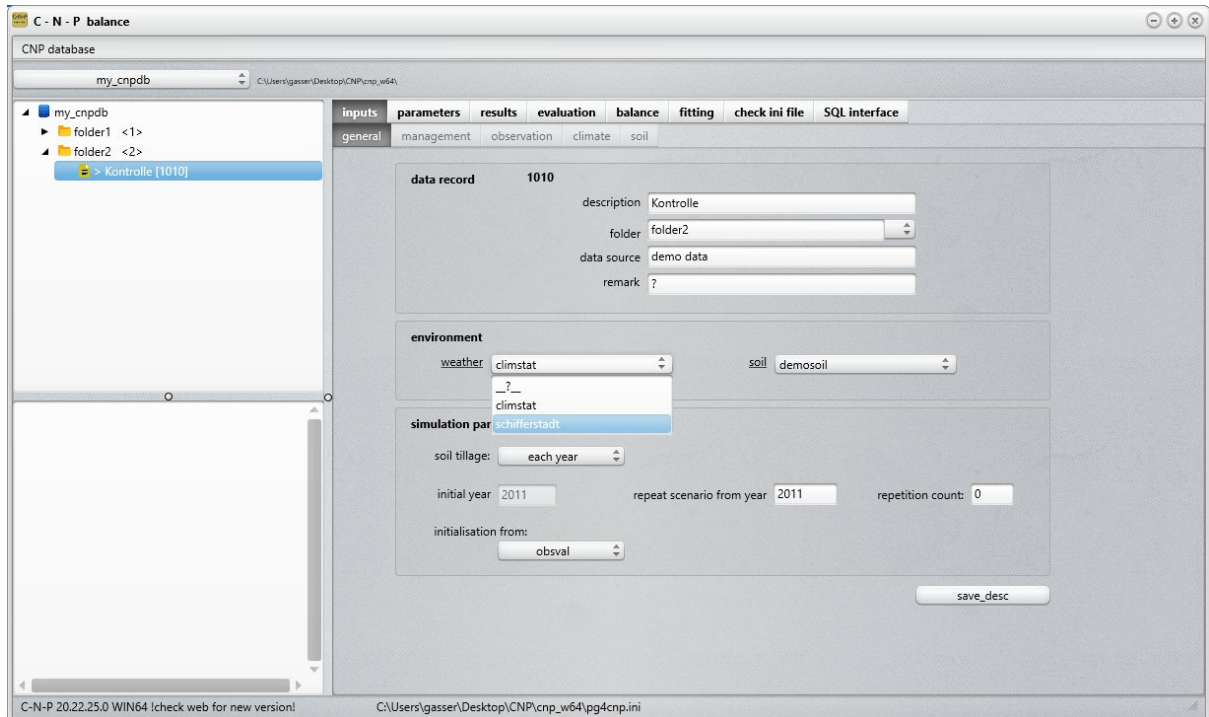 C - N - P balance
CNP database
my_cnpdb C:\Users\gasser\Desktop\CNP\cnp_w64\
my_cnpdb
folder1 <1>
folder2 <2>
> Kontrolle [1010]
inputs parameters results evaluation balance fitting check ini file SQL interface
general management observation climate soil
data record 1010
description Kontrolle
folder folder2
data source demo data
remark ?
environment
weather climstat soil demosoil
__?__
climstat
schifferstadt
simulation par
soil tillage: each year
initial year 2011 repeat scenario from year 2011 repetition count: 0
initialisation from:
obsval
save_desc
C-N-P 20.22.25.0 WIN64 !check web for new version! C:\Users\gasser\Desktop\CNP\cnp_w64\pg4cnp.ini